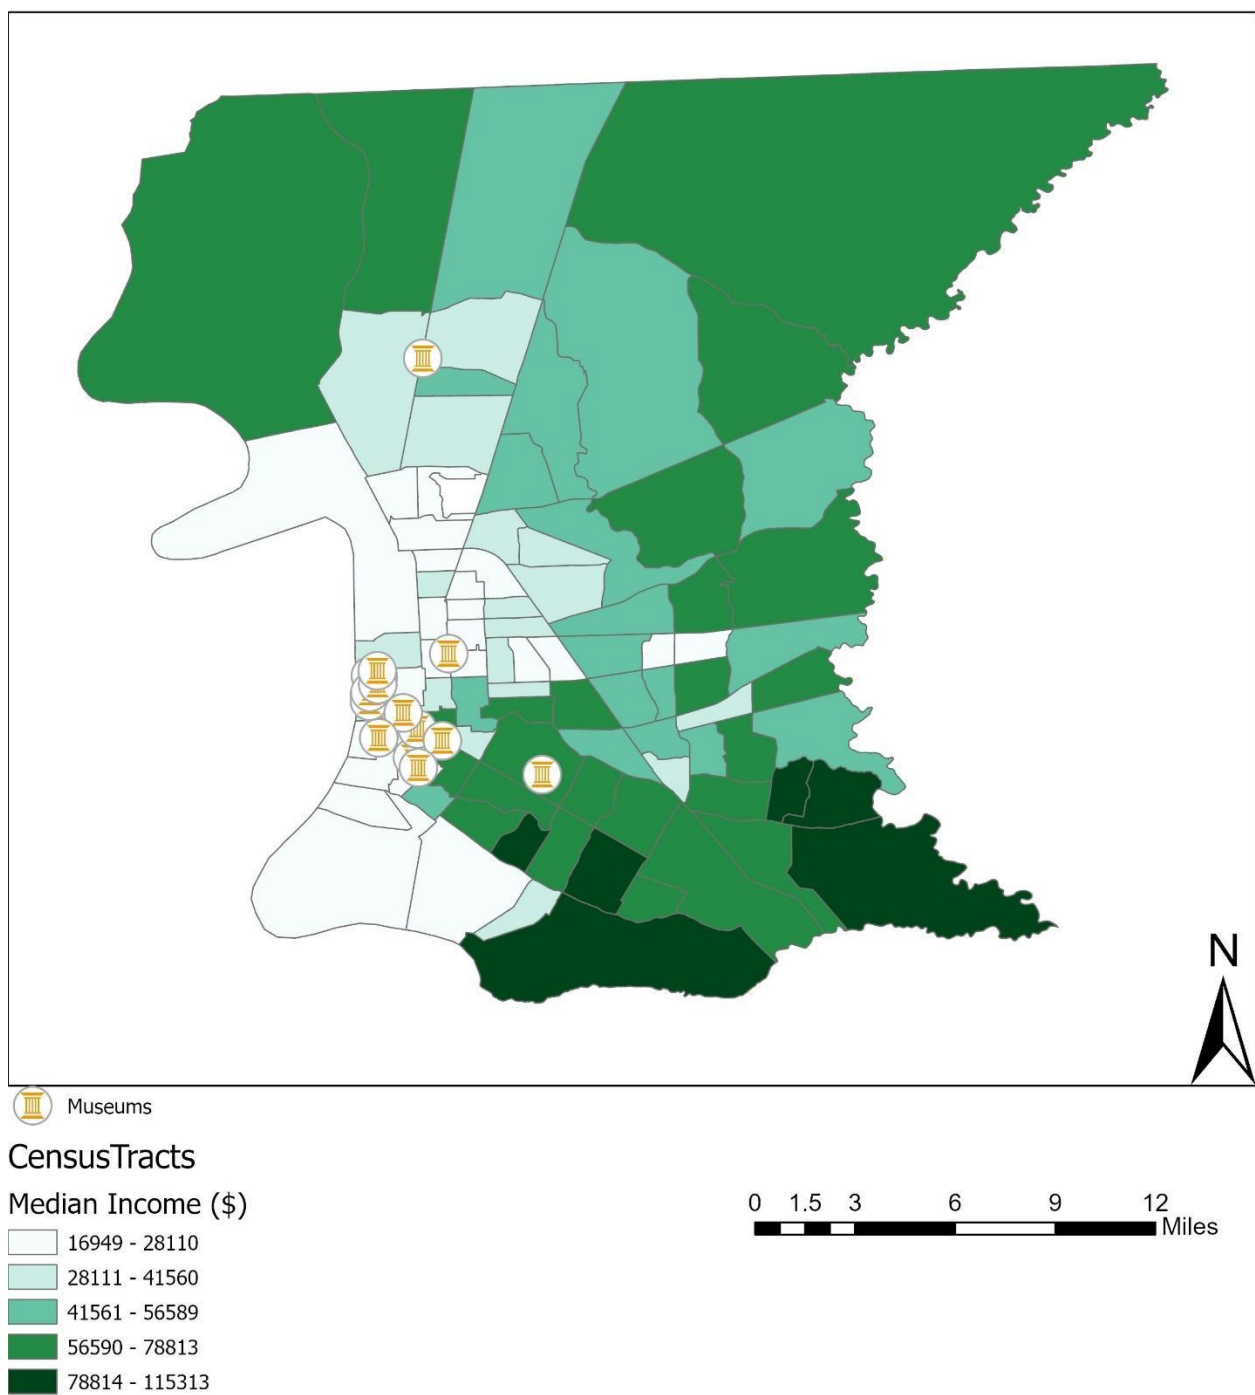 N
Museums
CensusTracts
Median Income ($)
16949 - 28110
28111 - 41560
41561 - 56589
56590 - 78813
78814 - 115313
0 1.5 3 6 9 12
Miles